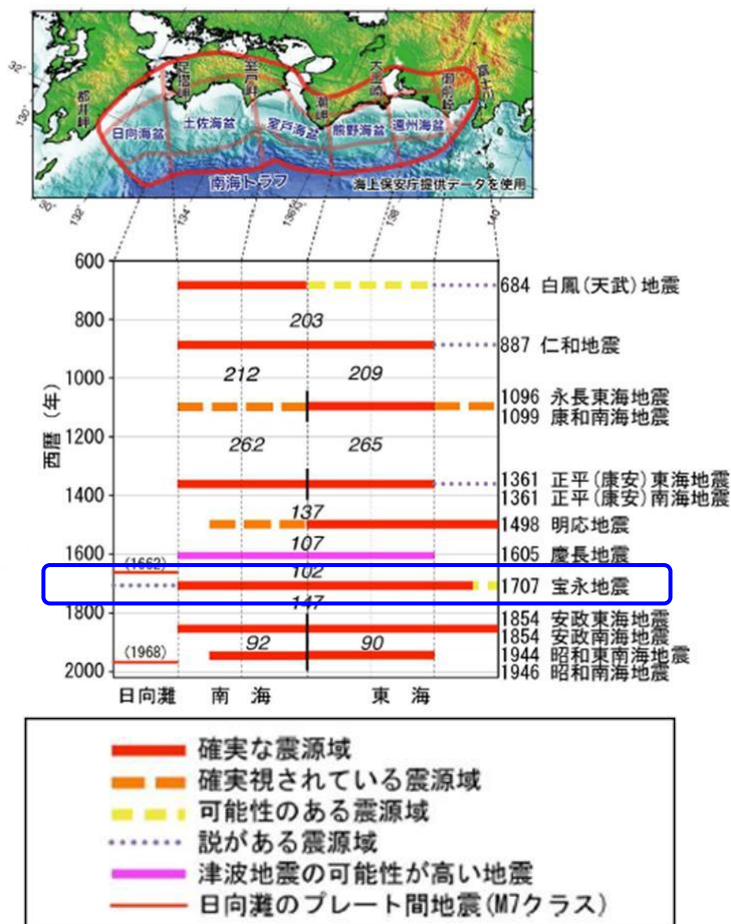 都井岬
足摺岬
室戸岬
潮岬
大王崎
御前崎
富士川
日向海盆
土佐海盆
室戸海盆
熊野海盆
遠州海盆
南海トラフ
海上保安庁提供データを使用
132°
134°
138°
140°
西暦(年)
600
684 白鳳(天武)地震
203
800
887 仁和地震
212 209
1000
1096 永長東海地震
1099 康和南海地震
1200
262 265
1361 正平(康安)東海地震
1361 正平(康安)南海地震
1400
137
1498 明応地震
107
1600
1605 慶長地震
(1662)
102
1707 宝永地震
147
1800
1854 安政東海地震
1854 安政南海地震
92 90
(1968)
1944 昭和東南海地震
1946 昭和南海地震
2000
日向灘 南海 東海
確実な震源域
確実視されている震源域
可能性のある震源域
説がある震源域
津波地震の可能性が高い地震
日向灘のプレート間地震(M7クラス)